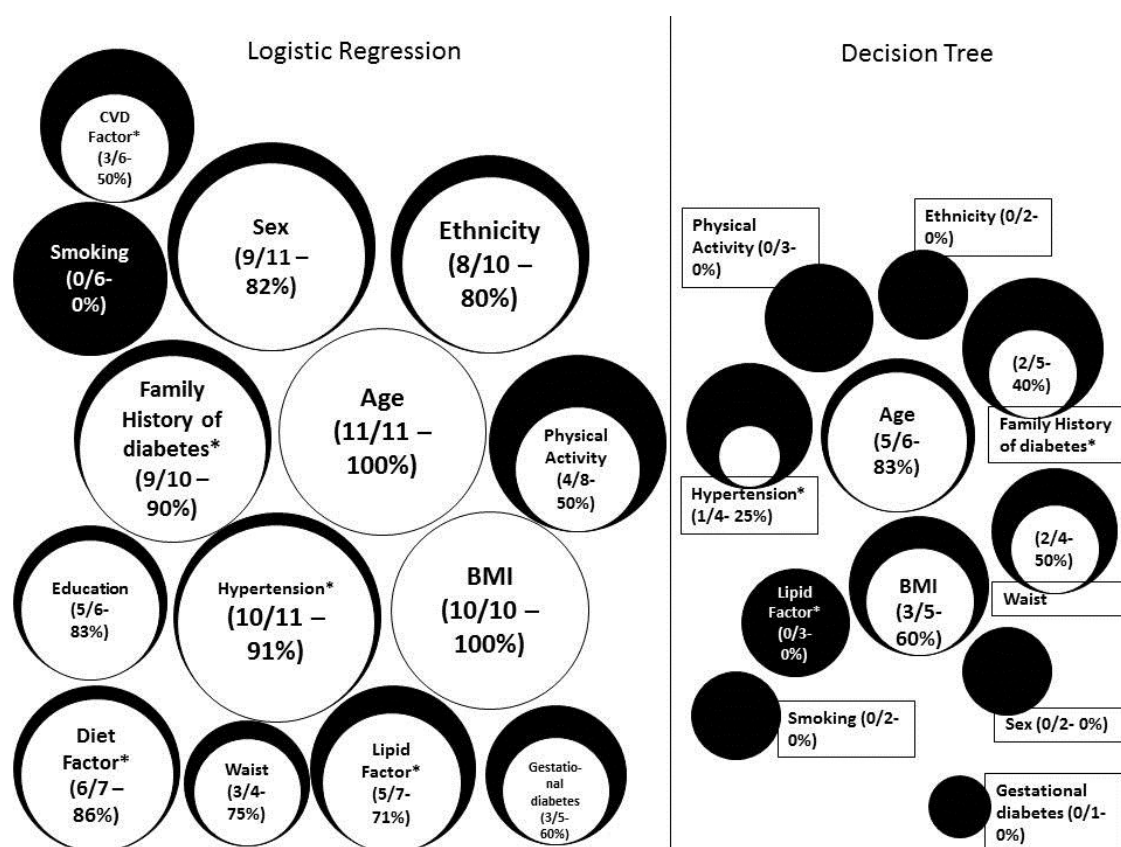 Logistic Regression
CVD
Factor*
(3/6-
50%)
Sex
(9/11 –
82%)
Ethnicity
(8/10 –
80%)
Smoking
(0/6-
0%)
Family
History of
diabetes*
(9/10 –
90%)
Age
(11/11 –
100%)
Physical
Activity
(4/8-
50%)
Education
(5/6-
83%)
Hypertension*
(10/11 –
91%)
BMI
(10/10 –
100%)
Diet
Factor*
(6/7 –
86%)
Waist
(3/4-
75%)
Lipid
Factor*
(5/7-
71%)
Gestatio-
nal
diabetes
(3/5-
60%)
Decision Tree
Physical
Activity (0/3-
0%)
Ethnicity (0/2-
0%)
(2/5-
40%)
Family History
of diabetes*
Age
(5/6-
83%)
Hypertension*
(1/4- 25%)
(2/4-
50%)
Waist
BMI
(3/5-
60%)
Lipid
Factor*
(0/3-
0%)
Smoking (0/2-
0%)
Sex (0/2- 0%)
Gestational
diabetes (0/1-
0%)